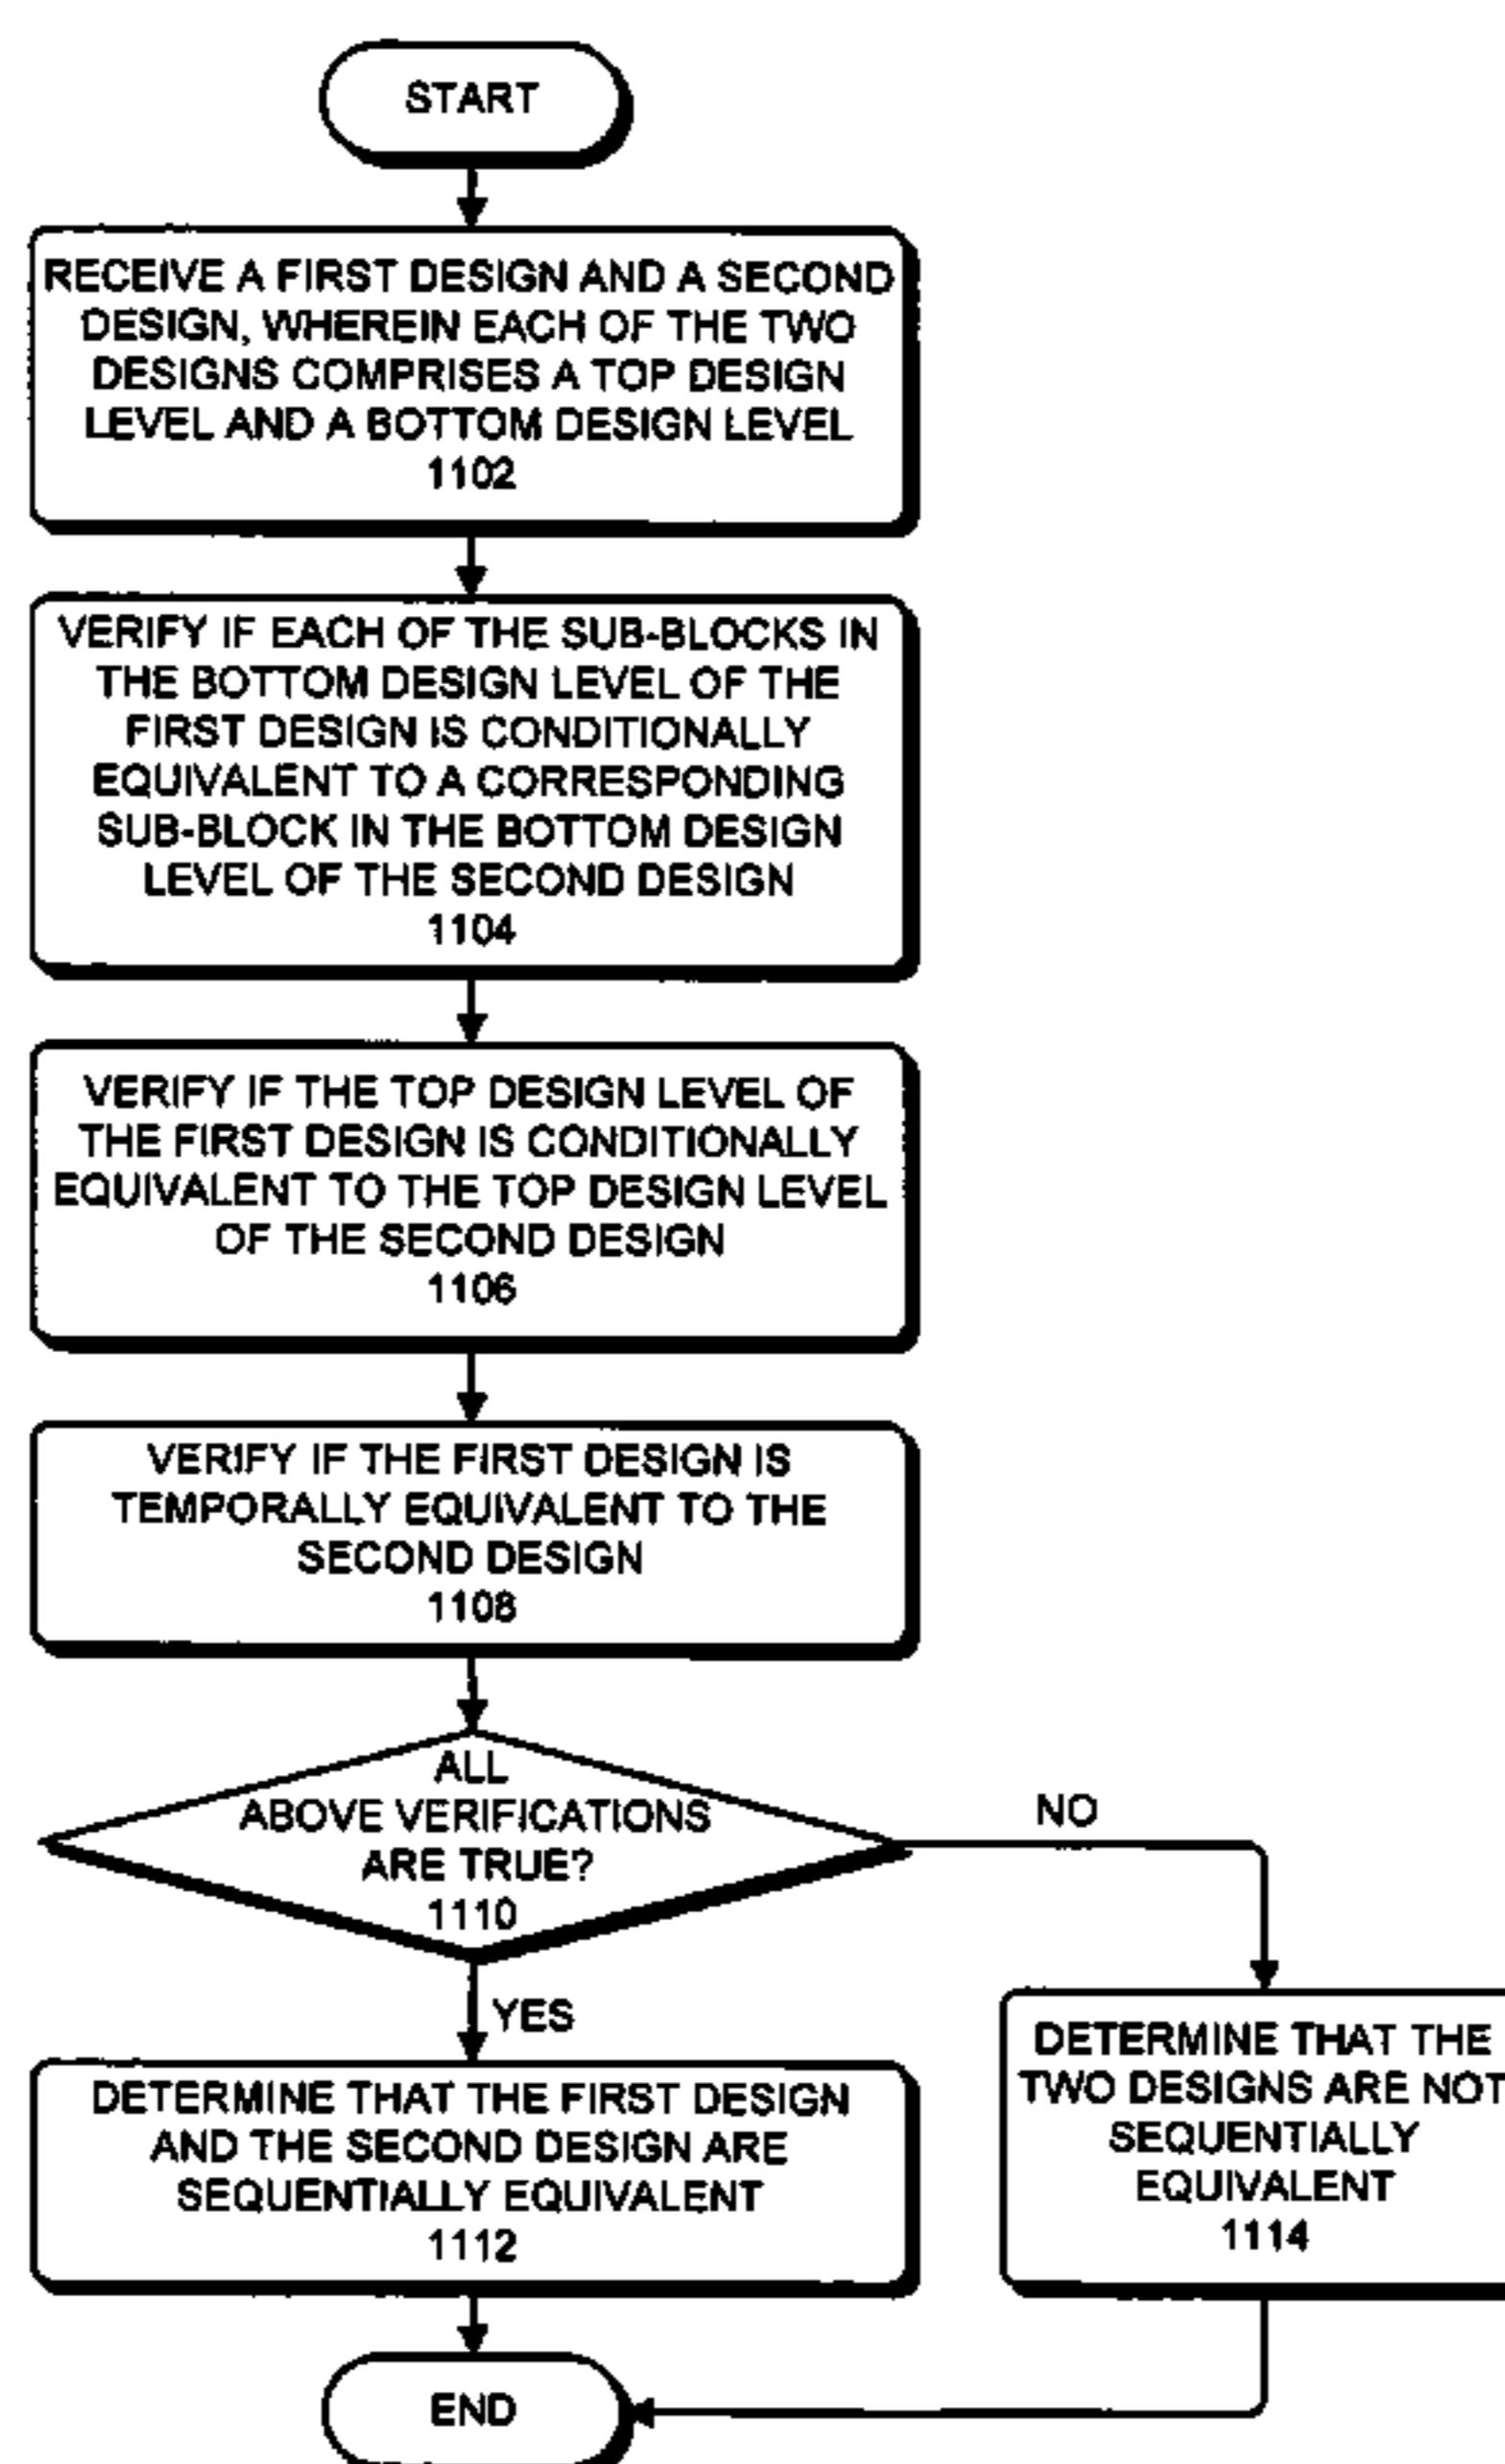 START
RECEIVE A FIRST DESIGN AND A SECOND
DESIGN, WHEREIN EACH OF THE TWO
DESIGNS COMPRISES A TOP DESIGN
LEVEL AND A BOTTOM DESIGN LEVEL
1102
VERIFY IF EACH OF THE SUB-BLOCKS IN
THE BOTTOM DESIGN LEVEL OF THE
FIRST DESIGN IS CONDITIONALLY
EQUIVALENT TO A CORRESPONDING
SUB-BLOCK IN THE BOTTOM DESIGN
LEVEL OF THE SECOND DESIGN
1104
VERIFY IF THE TOP DESIGN LEVEL OF
THE FIRST DESIGN IS CONDITIONALLY
EQUIVALENT TO THE TOP DESIGN LEVEL
OF THE SECOND DESIGN
1106
VERIFY IF THE FIRST DESIGN IS
TEMPORALLY EQUIVALENT TO THE
SECOND DESIGN
1108
ALL
ABOVE VERIFICATIONS
ARE TRUE?
1110
NO
YES
DETERMINE THAT THE FIRST DESIGN
AND THE SECOND DESIGN ARE
SEQUENTIALLY EQUIVALENT
1112
DETERMINE THAT THE
TWO DESIGNS ARE NOT
SEQUENTIALLY
EQUIVALENT
1114
END